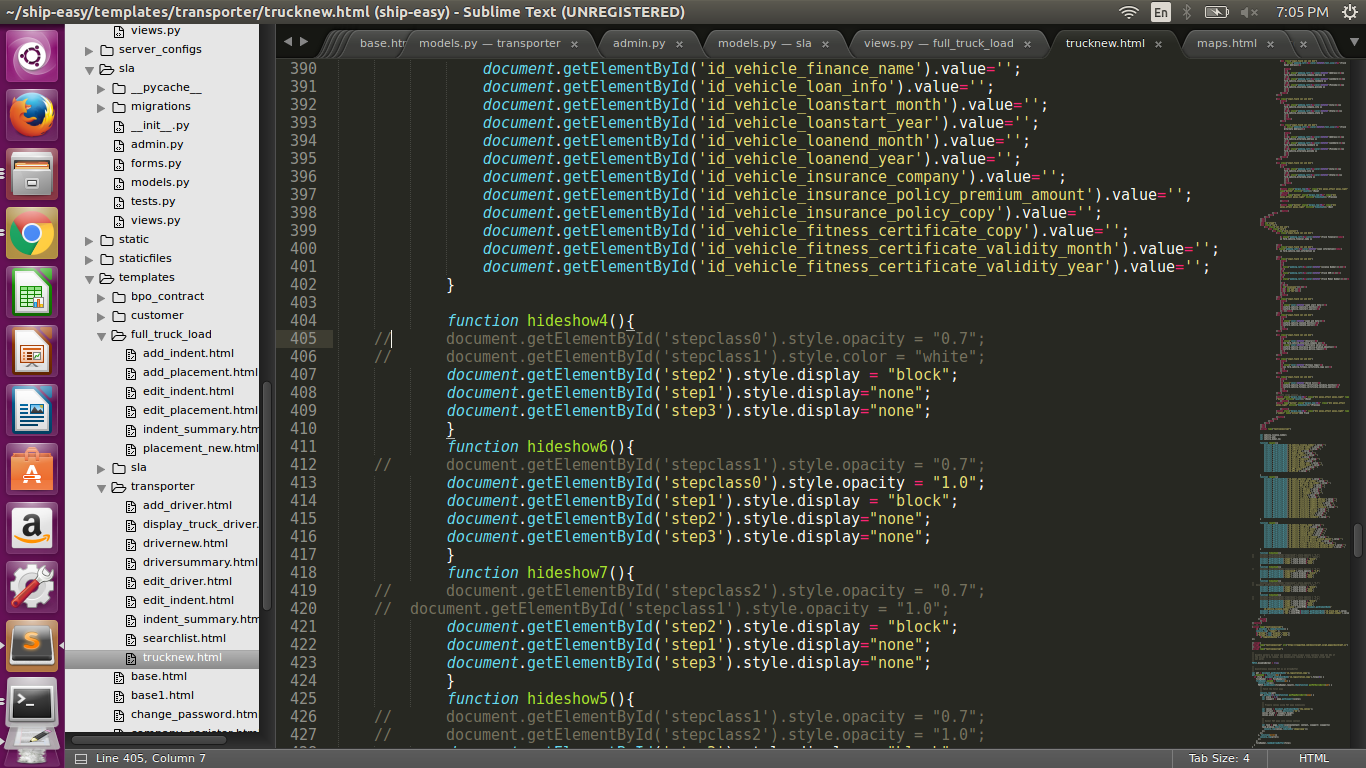 ~/ship-easy/templates/transporter/trucknew.html (ship-easy) - Sublime Text (UNREGISTERED)
En
7:05 PM
views.py
server_configs
sla
__pycache__
migrations
__init__.py
admin.py
forms.py
models.py
tests.py
views.py
static
staticfiles
templates
bpo_contract
customer
full_truck_load
add_indent.html
add_placement.html
edit_indent.html
edit_placement.html
indent_summary.htm
placement_new.html
sla
transporter
add_driver.html
display_truck_driver.
drivernew.html
driversummary.html
edit_driver.html
edit_indent.html
indent_summary.htm
searchlist.html
trucknew.html
base.html
base1.html
change_password.htm
base.htm
models.py — transporter
admin.py
models.py — sla
views.py — full_truck_load
trucknew.html
maps.html
390 document.getElementById('id_vehicle_finance_name').value='';
391 document.getElementById('id_vehicle_loan_info').value='';
392 document.getElementById('id_vehicle_loanstart_month').value='';
393 document.getElementById('id_vehicle_loanstart_year').value='';
394 document.getElementById('id_vehicle_loanend_month').value='';
395 document.getElementById('id_vehicle_loanend_year').value='';
396 document.getElementById('id_vehicle_insurance_company').value='';
397 document.getElementById('id_vehicle_insurance_policy_premium_amount').value='';
398 document.getElementById('id_vehicle_insurance_policy_copy').value='';
399 document.getElementById('id_vehicle_fitness_certificate_copy').value='';
400 document.getElementById('id_vehicle_fitness_certificate_validity_month').value='';
401 document.getElementById('id_vehicle_fitness_certificate_validity_year').value='';
402 }
403
404 function hideshow4(){
405 // document.getElementById('stepclass0').style.opacity = "0.7";
406 // document.getElementById('stepclass1').style.color = "white";
407 document.getElementById('step2').style.display = "block";
408 document.getElementById('step1').style.display="none";
409 document.getElementById('step3').style.display="none";
410 }
411 function hideshow6(){
412 // document.getElementById('stepclass1').style.opacity = "0.7";
413 document.getElementById('stepclass0').style.opacity = "1.0";
414 document.getElementById('step1').style.display = "block";
415 document.getElementById('step2').style.display="none";
416 document.getElementById('step3').style.display="none";
417 }
418 function hideshow7(){
419 // document.getElementById('stepclass2').style.opacity = "0.7";
420 // document.getElementById('stepclass1').style.opacity = "1.0";
421 document.getElementById('step2').style.display = "block";
422 document.getElementById('step1').style.display="none";
423 document.getElementById('step3').style.display="none";
424 }
425 function hideshow5(){
426 // document.getElementById('stepclass1').style.opacity = "0.7";
427 // document.getElementById('stepclass2').style.opacity = "1.0";
Line 405, Column 7
Tab Size: 4
HTML